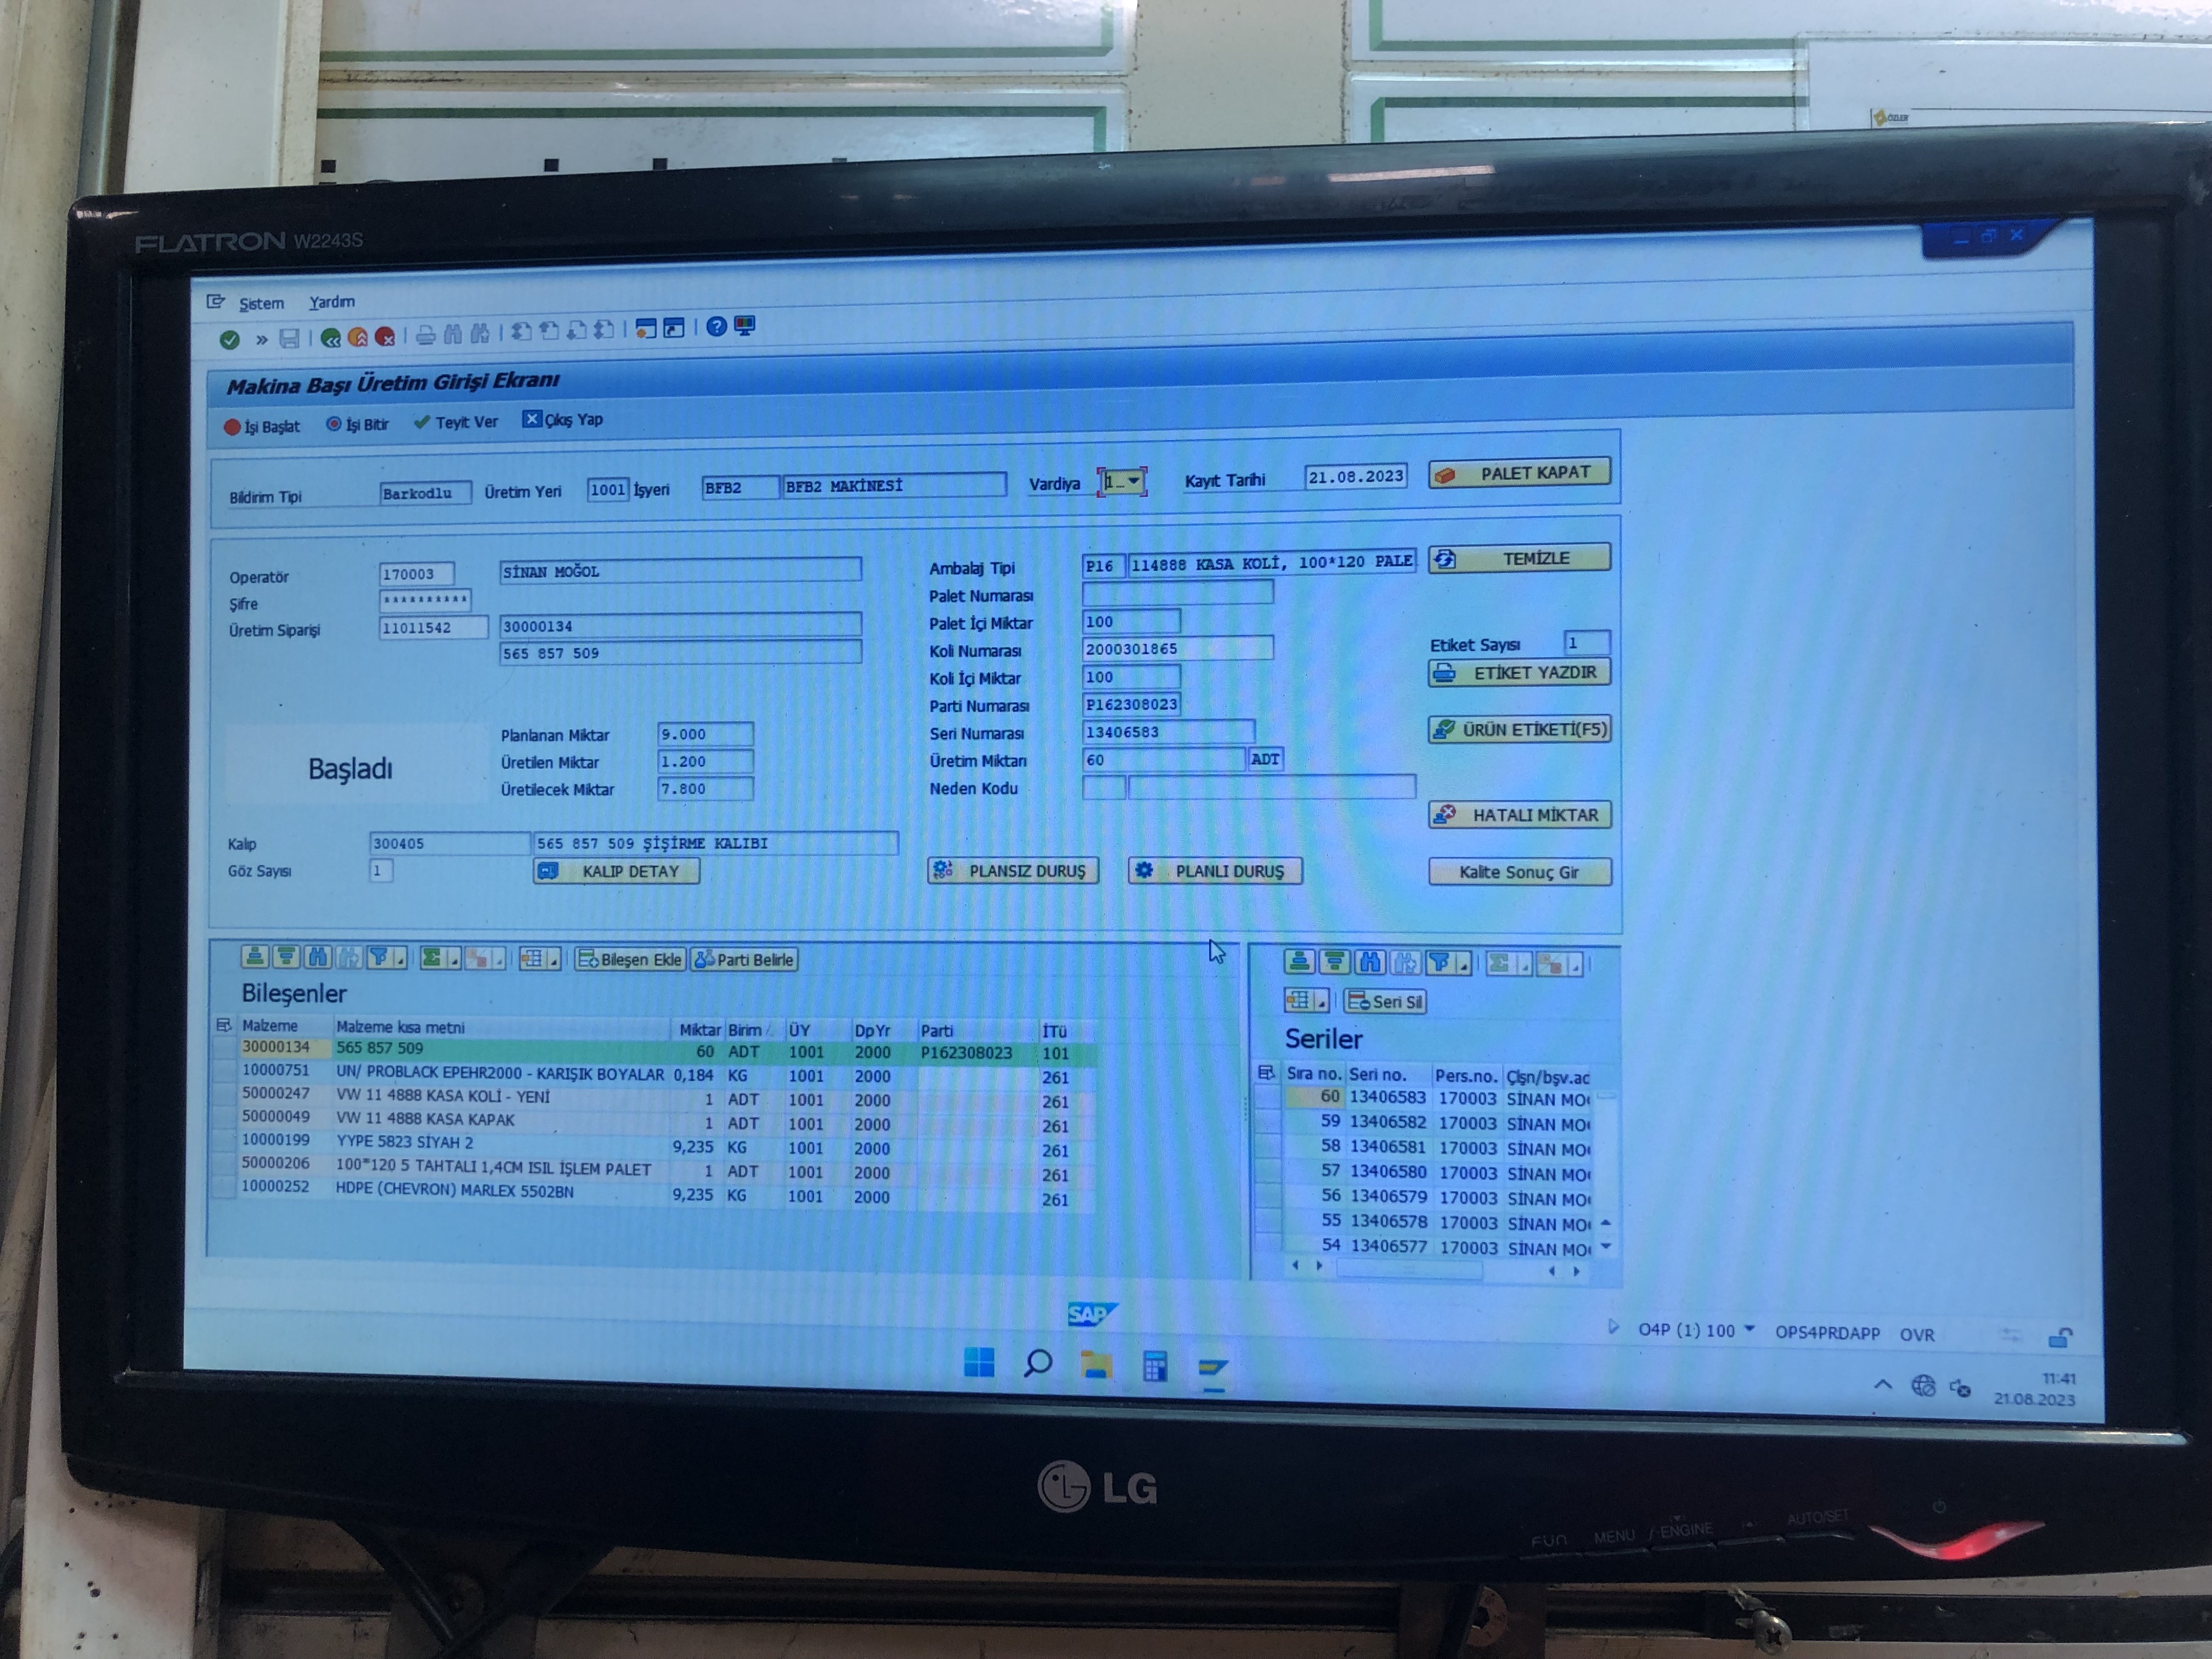 ÖZLER
FLATRON W2243S
Sistem Yardım
Makina Başı Üretim Girişi Ekranı
İşi Başlat İşi Bitir Teyit Ver Çıkış Yap
Bildirim Tipi Barkodlu Üretim Yeri 1001 İşyeri BFB2 BFB2 MAKİNESİ Vardiya 1.. Kayıt Tarihi 21.08.2023 PALET KAPAT
Operatör 170003 SİNAN MOĞOL
Şifre **********
Üretim Siparişi 11011542 30000134
565 857 509
Başladı
Planlanan Miktar 9.000
Üretilen Miktar 1.200
Üretilecek Miktar 7.800
Kalıp 300405 565 857 509 ŞİŞİRME KALIBI
Göz Sayısı 1 KALIP DETAY
Ambalaj Tipi P16 114888 KASA KOLİ, 100*120 PALE
Palet Numarası
Palet İçi Miktar 100
Koli Numarası 2000301865
Koli İçi Miktar 100
Parti Numarası P162308023
Seri Numarası 13406583
Üretim Miktarı 60 ADT
Neden Kodu
PLANSIZ DURUŞ PLANLI DURUŞ
TEMİZLE
Etiket Sayısı 1
ETİKET YAZDIR
ÜRÜN ETİKETİ(F5)
HATALI MİKTAR
Kalite Sonuç Gir
Bileşen Ekle Parti Belirle
Bileşenler
Malzeme Malzeme kısa metni Miktar Birim ÜY DpYr Parti İTü
30000134 565 857 509 60 ADT 1001 2000 P162308023 101
10000751 UN/ PROBLACK EPEHR2000 - KARIŞIK BOYALAR 0,184 KG 1001 2000 261
50000247 VW 11 4888 KASA KOLİ - YENİ 1 ADT 1001 2000 261
50000049 VW 11 4888 KASA KAPAK 1 ADT 1001 2000 261
10000199 YYPE 5823 SİYAH 2 9,235 KG 1001 2000 261
50000206 100*120 5 TAHTALI 1,4CM ISIL İŞLEM PALET 1 ADT 1001 2000 261
10000252 HDPE (CHEVRON) MARLEX 5502BN 9,235 KG 1001 2000 261
Seri Sil
Seriler
Sıra no. Seri no. Pers.no. Çlşn/bşv.ac
60 13406583 170003 SİNAN MO
59 13406582 170003 SİNAN MO
58 13406581 170003 SİNAN MO
57 13406580 170003 SİNAN MO
56 13406579 170003 SİNAN MO
55 13406578 170003 SİNAN MO
54 13406577 170003 SİNAN MO
SAP
O4P (1) 100 OPS4PRDAPP OVR
11:41
21.08.2023
LG
FUN MENU f-ENGINE AUTO/SET